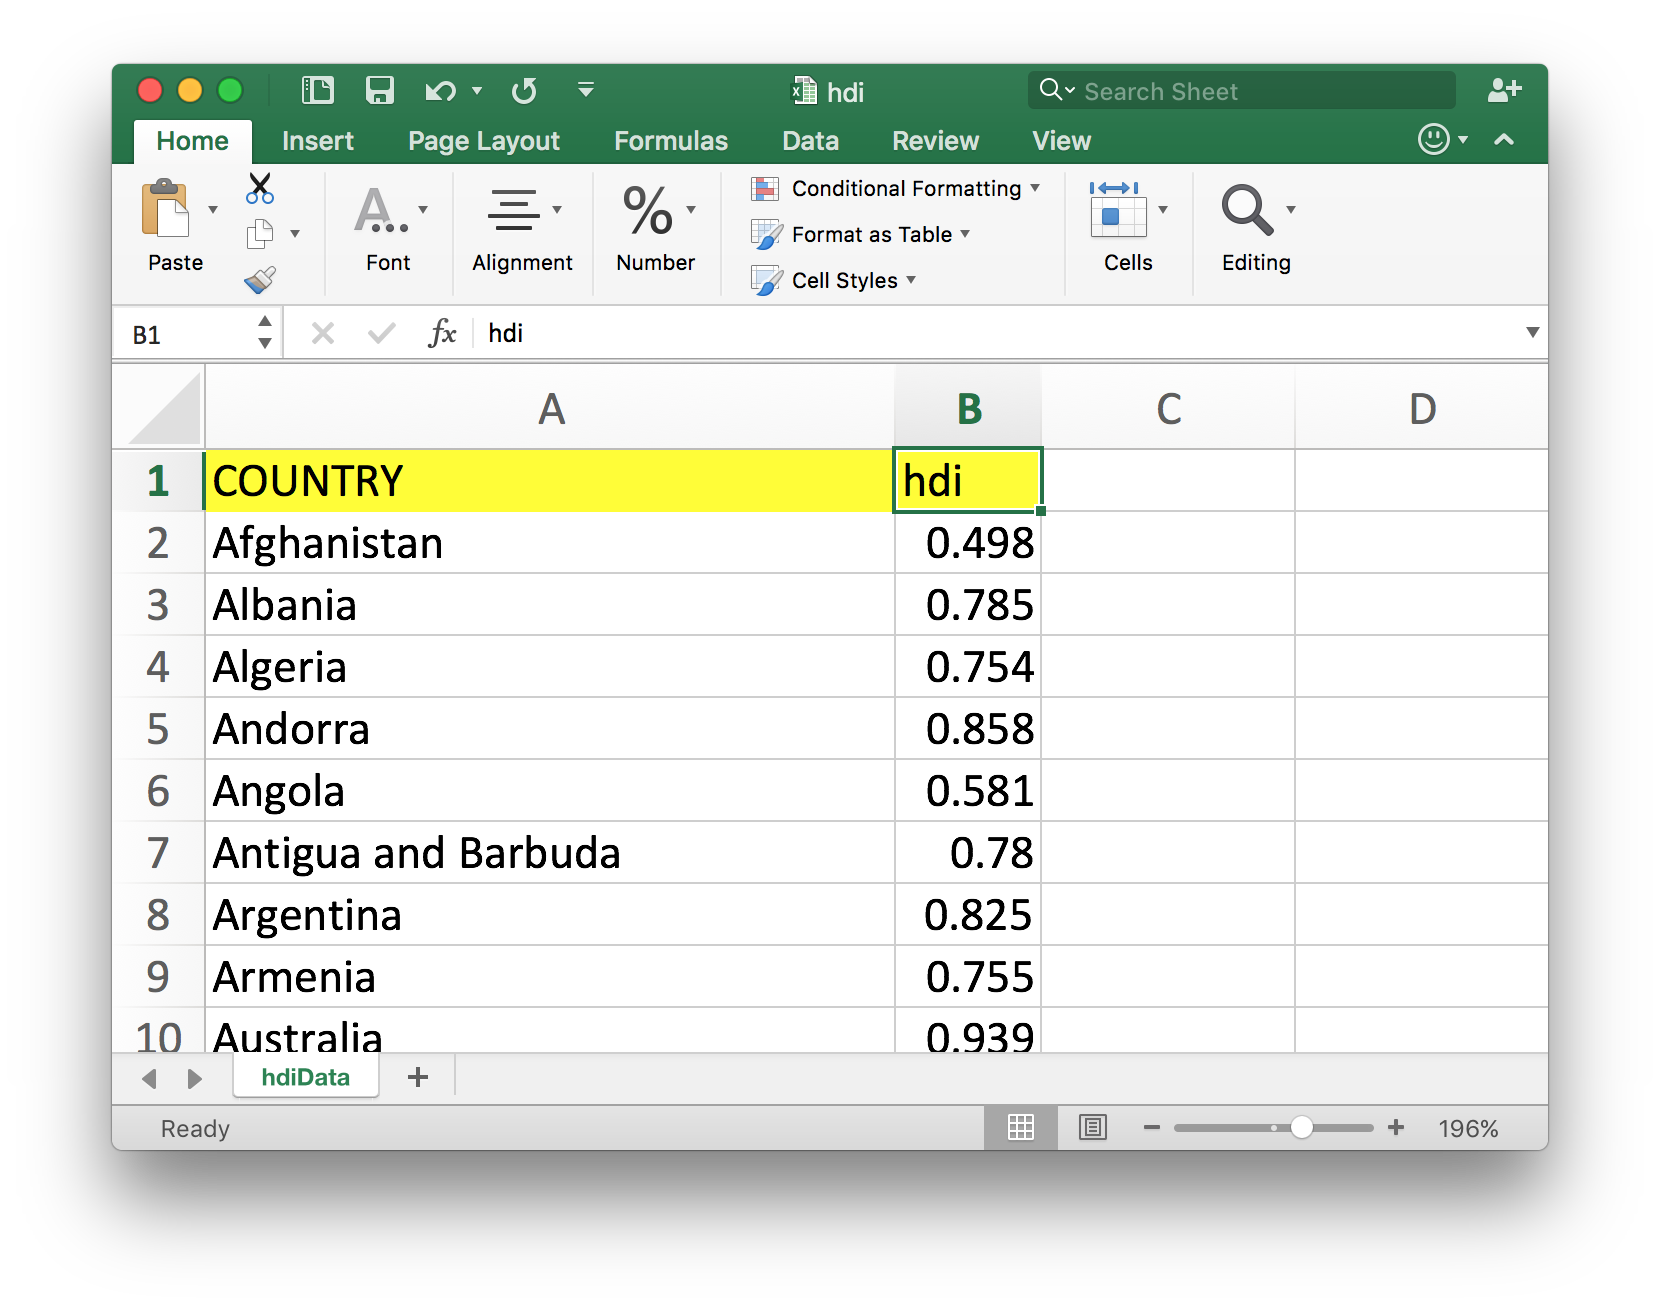 hdi
Search Sheet
Home Insert Page Layout Formulas Data Review View
Paste
A...
Font
Alignment
%
Number
Conditional Formatting
Format as Table
Cell Styles
Cells
Editing
B1 fx hdi
A B C D
1 COUNTRY hdi
2 Afghanistan 0.498
3 Albania 0.785
4 Algeria 0.754
5 Andorra 0.858
6 Angola 0.581
7 Antigua and Barbuda 0.78
8 Argentina 0.825
9 Armenia 0.755
10 Australia 0.939
hdiData +
Ready 196%